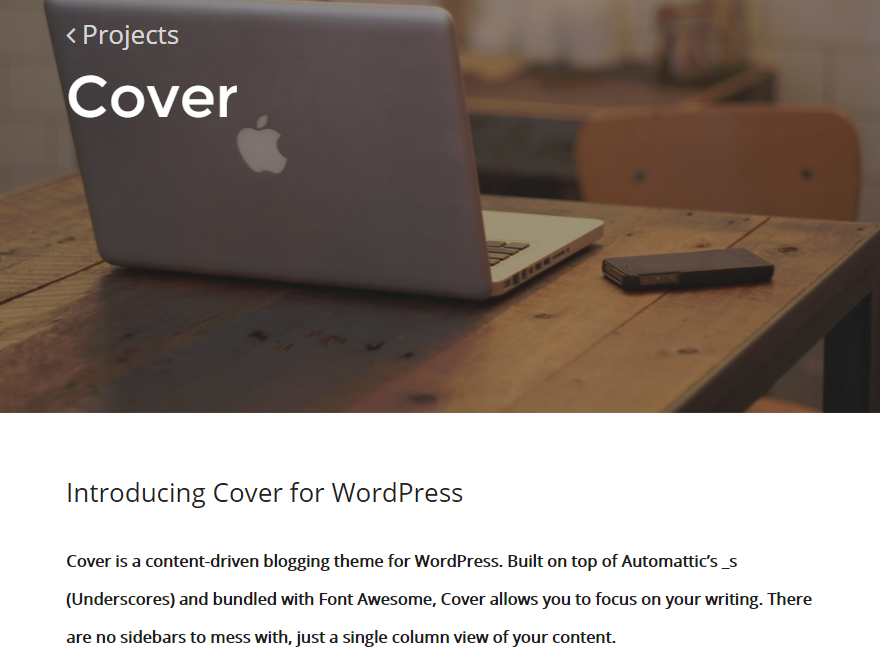 ‹ Projects
Cover
Introducing Cover for WordPress
Cover is a content-driven blogging theme for WordPress. Built on top of Automattic’s _s
(Underscores) and bundled with Font Awesome, Cover allows you to focus on your writing. There
are no sidebars to mess with, just a single column view of your content.